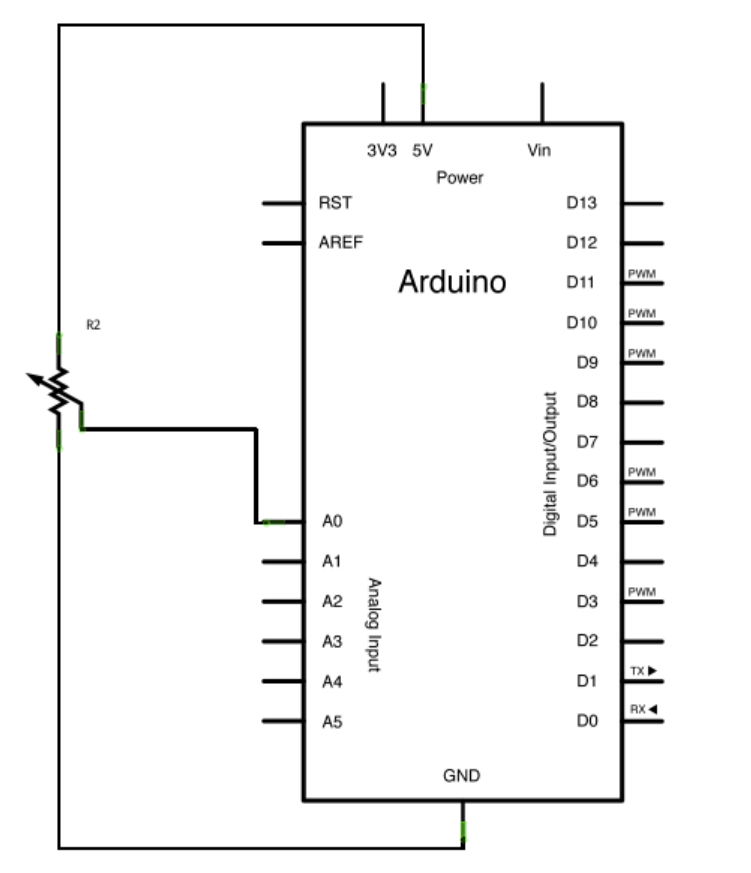 3V3 5V Vin
Power
RST D13
AREF D12
Arduino D11 PWM
R2 D10 PWM
D9 PWM
D8
D7
Digital Input/Output
D6 PWM
A0 D5 PWM
A1 D4
A2 D3 PWM
Analog Input
A3 D2
A4 D1 TX ▶
A5 D0 RX ◀
GND